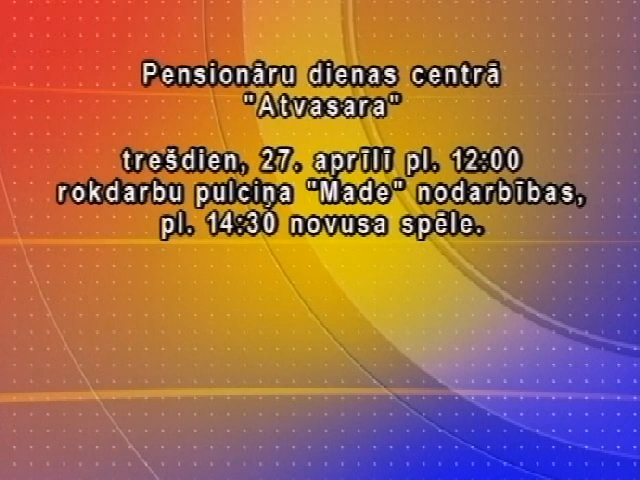 Pensionāru dienas centrā
"Atvasara"
trešdien, 27. aprīlī pl. 12:00
rokdarbu pulciņa "Made" nodarbības,
pl. 14:30 novusa spēle.